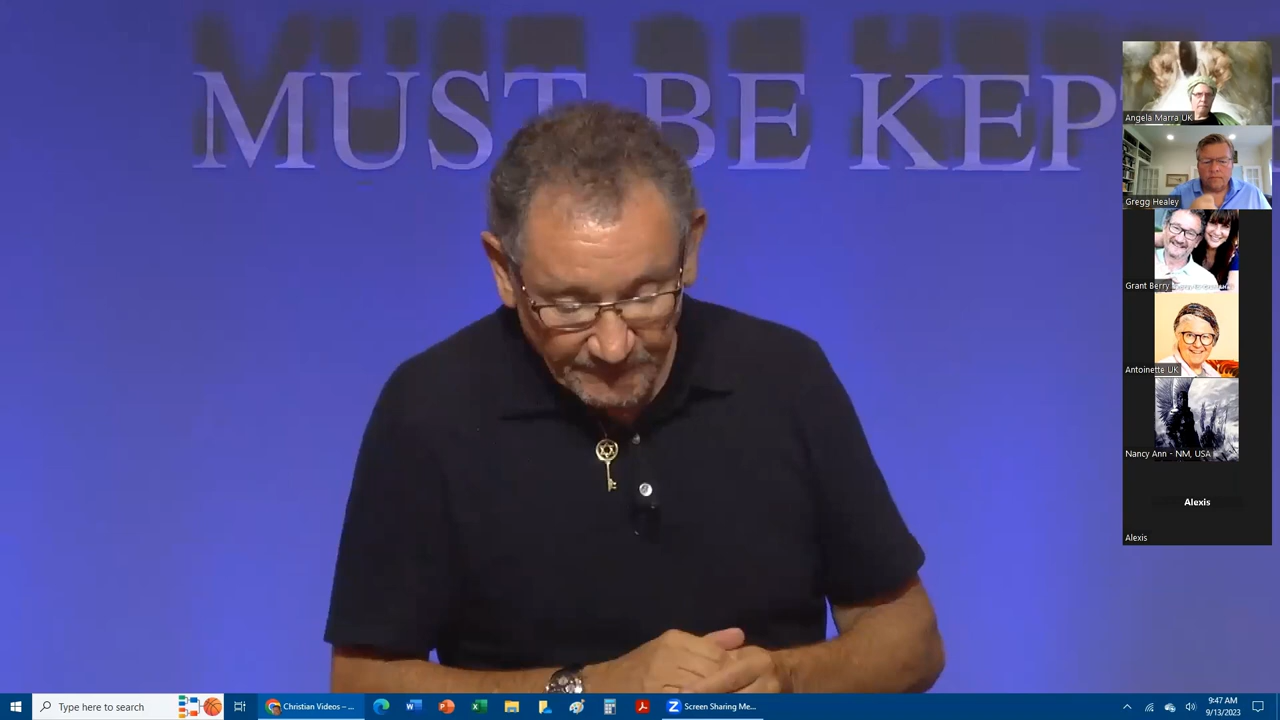 MUST BE KEP
Angela Marra UK
Gregg Healey
Grant Berry
Antoinette UK
Nancy Ann - NM, USA
Alexis
Alexis
Type here to search
Christian Videos – ...
Screen Sharing Me...
9:47 AM
9/13/2023